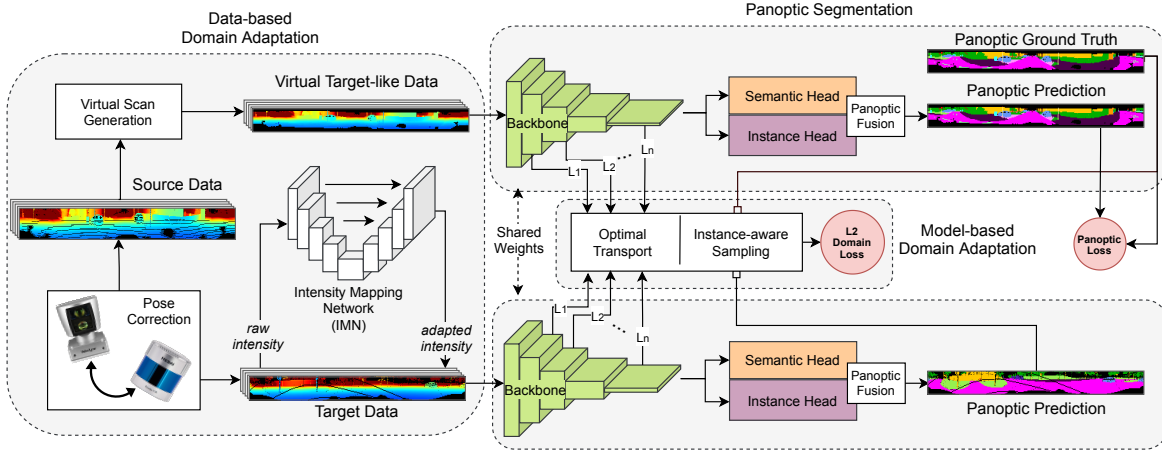 Data-based
Domain Adaptation
Panoptic Segmentation
Virtual Target-like Data
Virtual Scan
Generation
Source Data
Pose
Correction
Intensity Mapping
Network
(IMN)
raw
intensity
adapted
intensity
Target Data
Backbone
L1
L2
Ln
Semantic Head
Instance Head
Panoptic
Fusion
Panoptic Ground Truth
Panoptic Prediction
Shared
Weights
Optimal
Transport
Instance-aware
Sampling
L2
Domain
Loss
Model-based
Domain Adaptation
Panoptic
Loss
L1
L2
Ln
Backbone
Semantic Head
Instance Head
Panoptic
Fusion
Panoptic Prediction